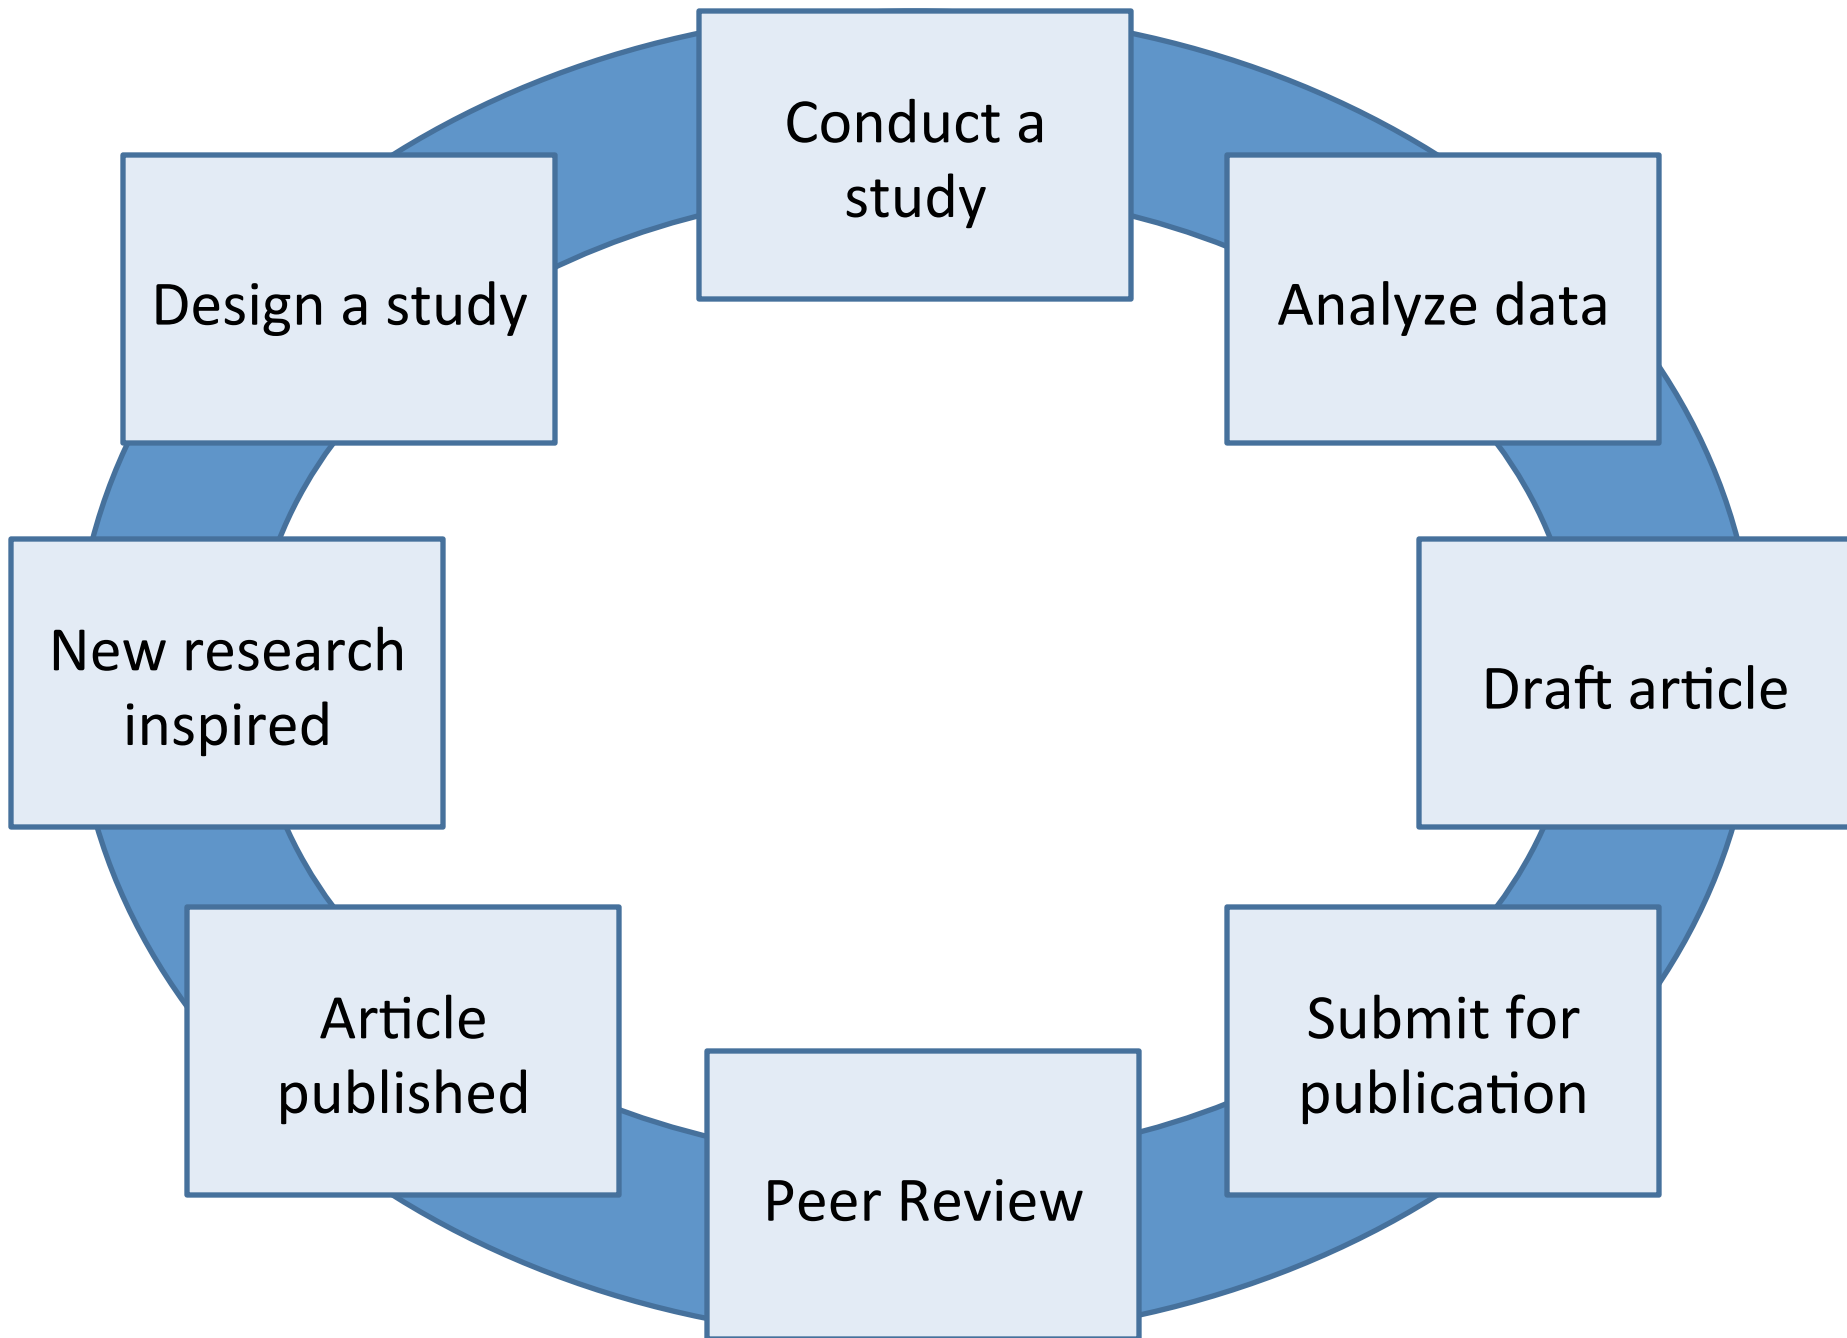 Conduct a
study
Design a study
Analyze data
New research
inspired
Draft article
Article
published
Submit for
publication
Peer Review